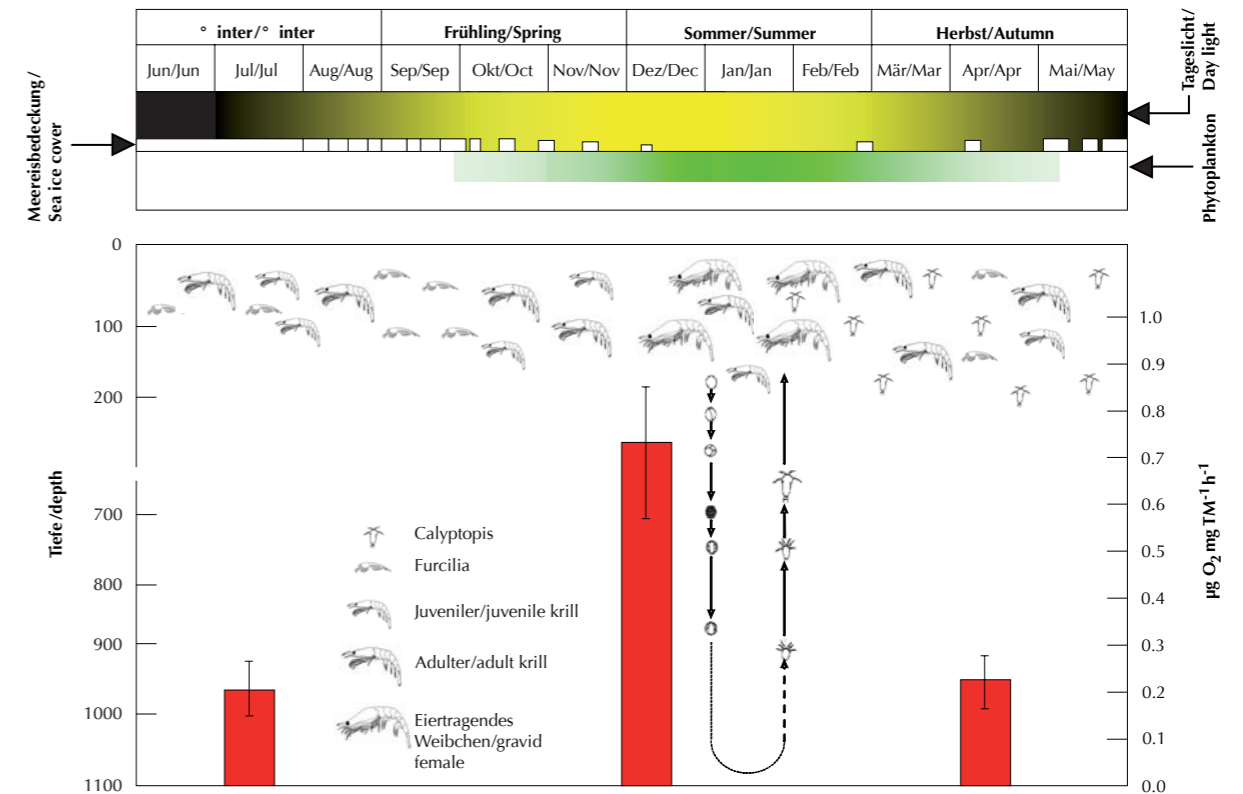 ° inter/° inter
Frühling/Spring
Sommer/Summer
Herbst/Autumn
Jun/Jun
Jul/Jul
Aug/Aug
Sep/Sep
Okt/Oct
Nov/Nov
Dez/Dec
Jan/Jan
Feb/Feb
Mär/Mar
Apr/Apr
Mai/May
Meereisbedeckung/
Sea ice cover
Tageslicht/
Day light
Phytoplankton
0
100
200
700
800
900
1000
1100
Tiefe/depth
Calyptopis
Furcilia
Juveniler/juvenile krill
Adulter/adult krill
Eiertragendes
Weibchen/gravid
female
1.0
0.9
0.8
0.7
0.6
0.5
0.4
0.3
0.2
0.1
0.0
µg O₂ mg TM⁻¹h⁻¹